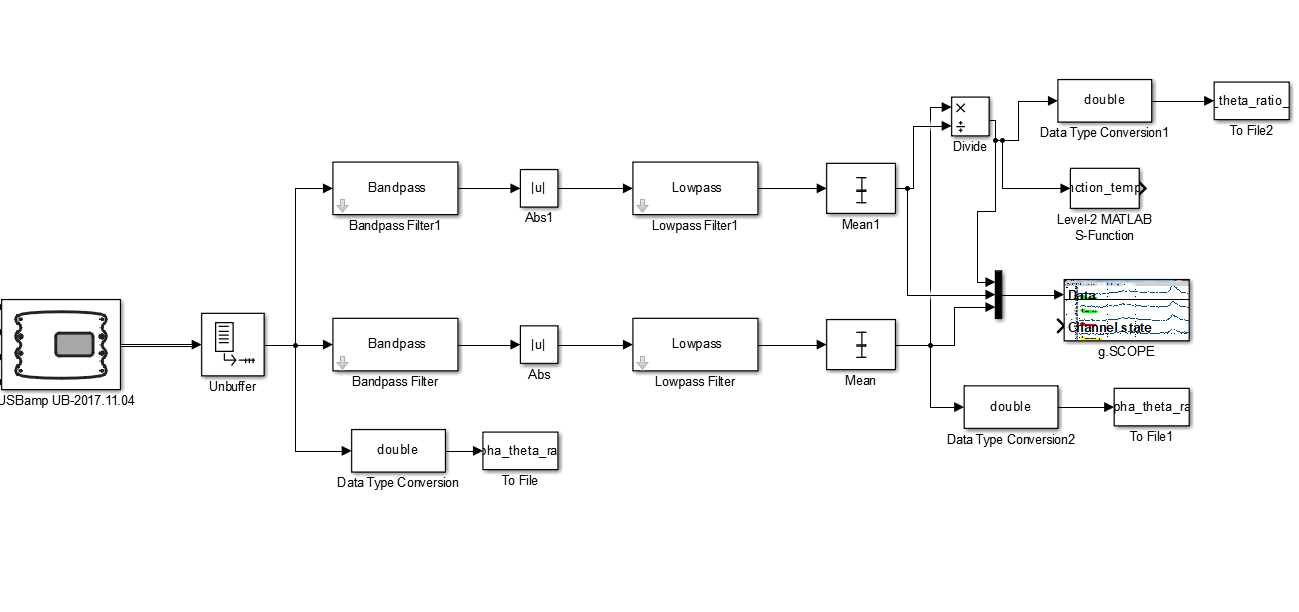 double
_theta_ratio_
Data Type Conversion1
To File2
×
÷
Divide
Bandpass
Bandpass Filter1
|u|
Abs1
Lowpass
Lowpass Filter1
Mean1
nction_temp
Level-2 MATLAB
S-Function
Data
Channel state
g.SCOPE
USBamp UB-2017.11.04
Unbuffer
Bandpass
Bandpass Filter
|u|
Abs
Lowpass
Lowpass Filter
Mean
double
Data Type Conversion2
pha_theta_ra
To File1
double
Data Type Conversion
pha_theta_ra
To File